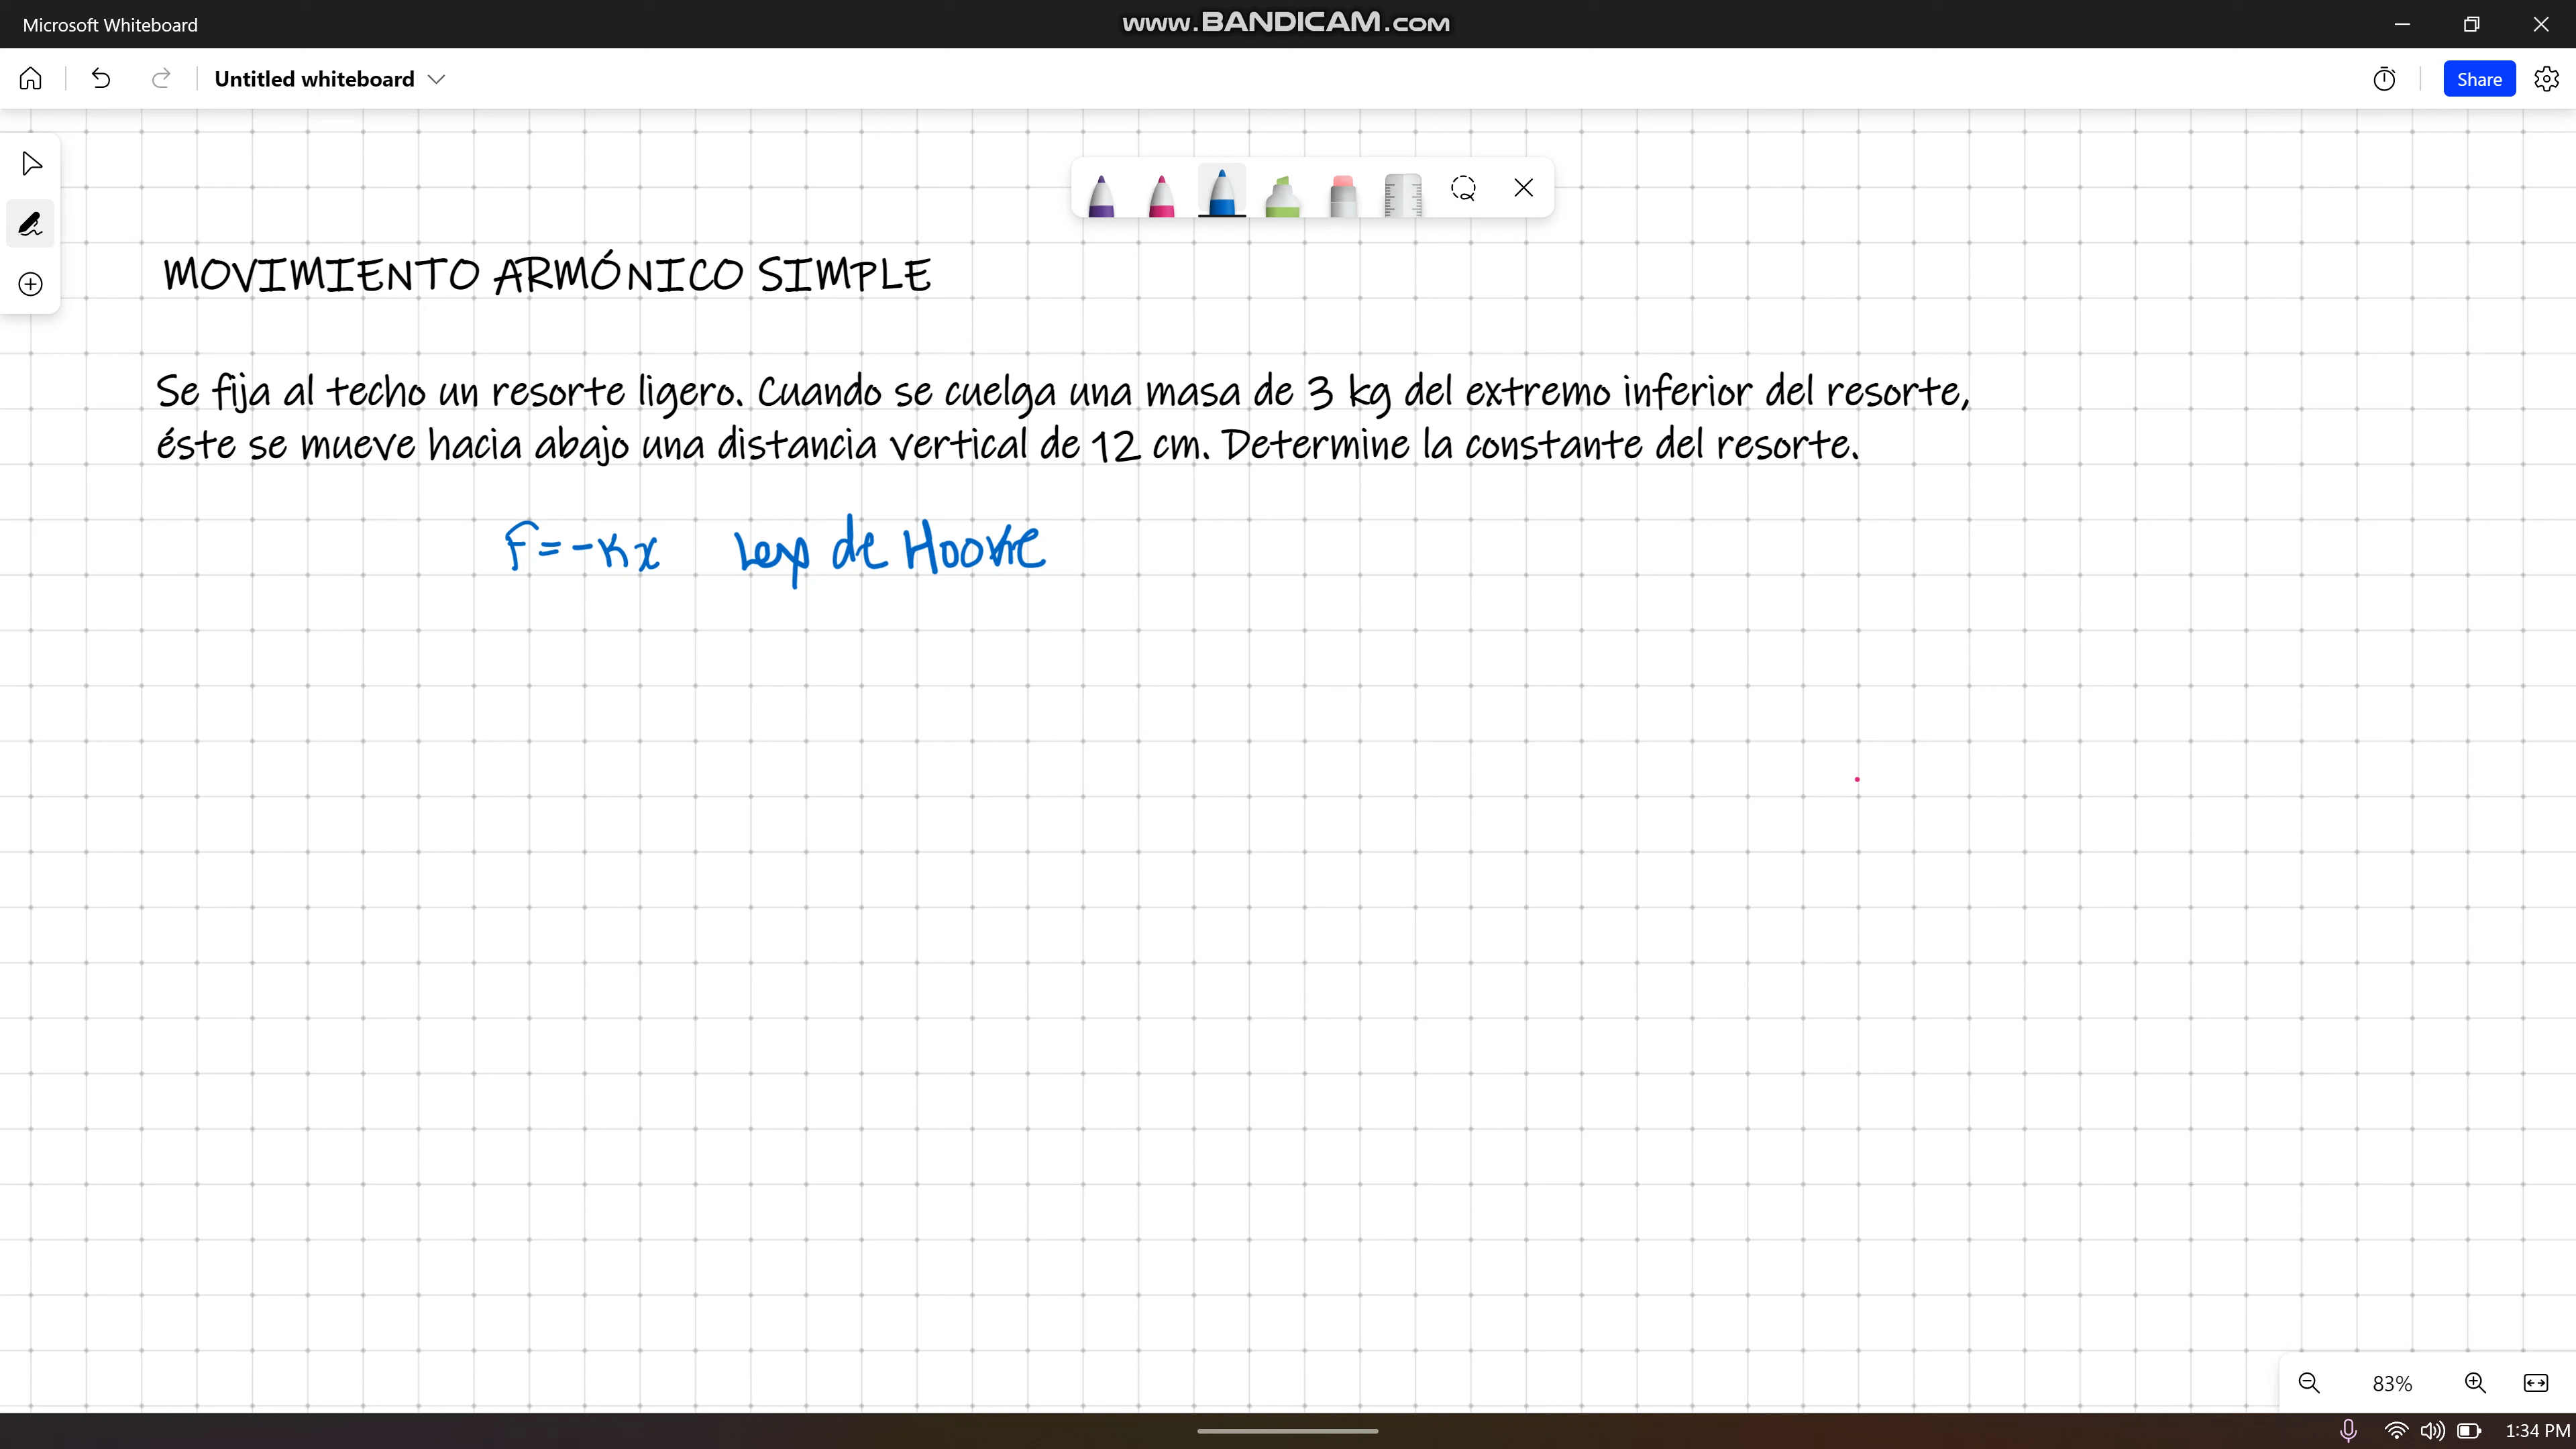 Microsoft Whiteboard
www.BANDICAM.com
Untitled whiteboard
Share
MOVIMIENTO ARMÓNICO SIMPLE
Se fija al techo un resorte ligero. Cuando se cuelga una masa de 3 kg del extremo inferior del resorte,
éste se mueve hacia abajo una distancia vertical de 12 cm. Determine la constante del resorte.
F=-Kx Ley de Hooke
83%
1:34 PM